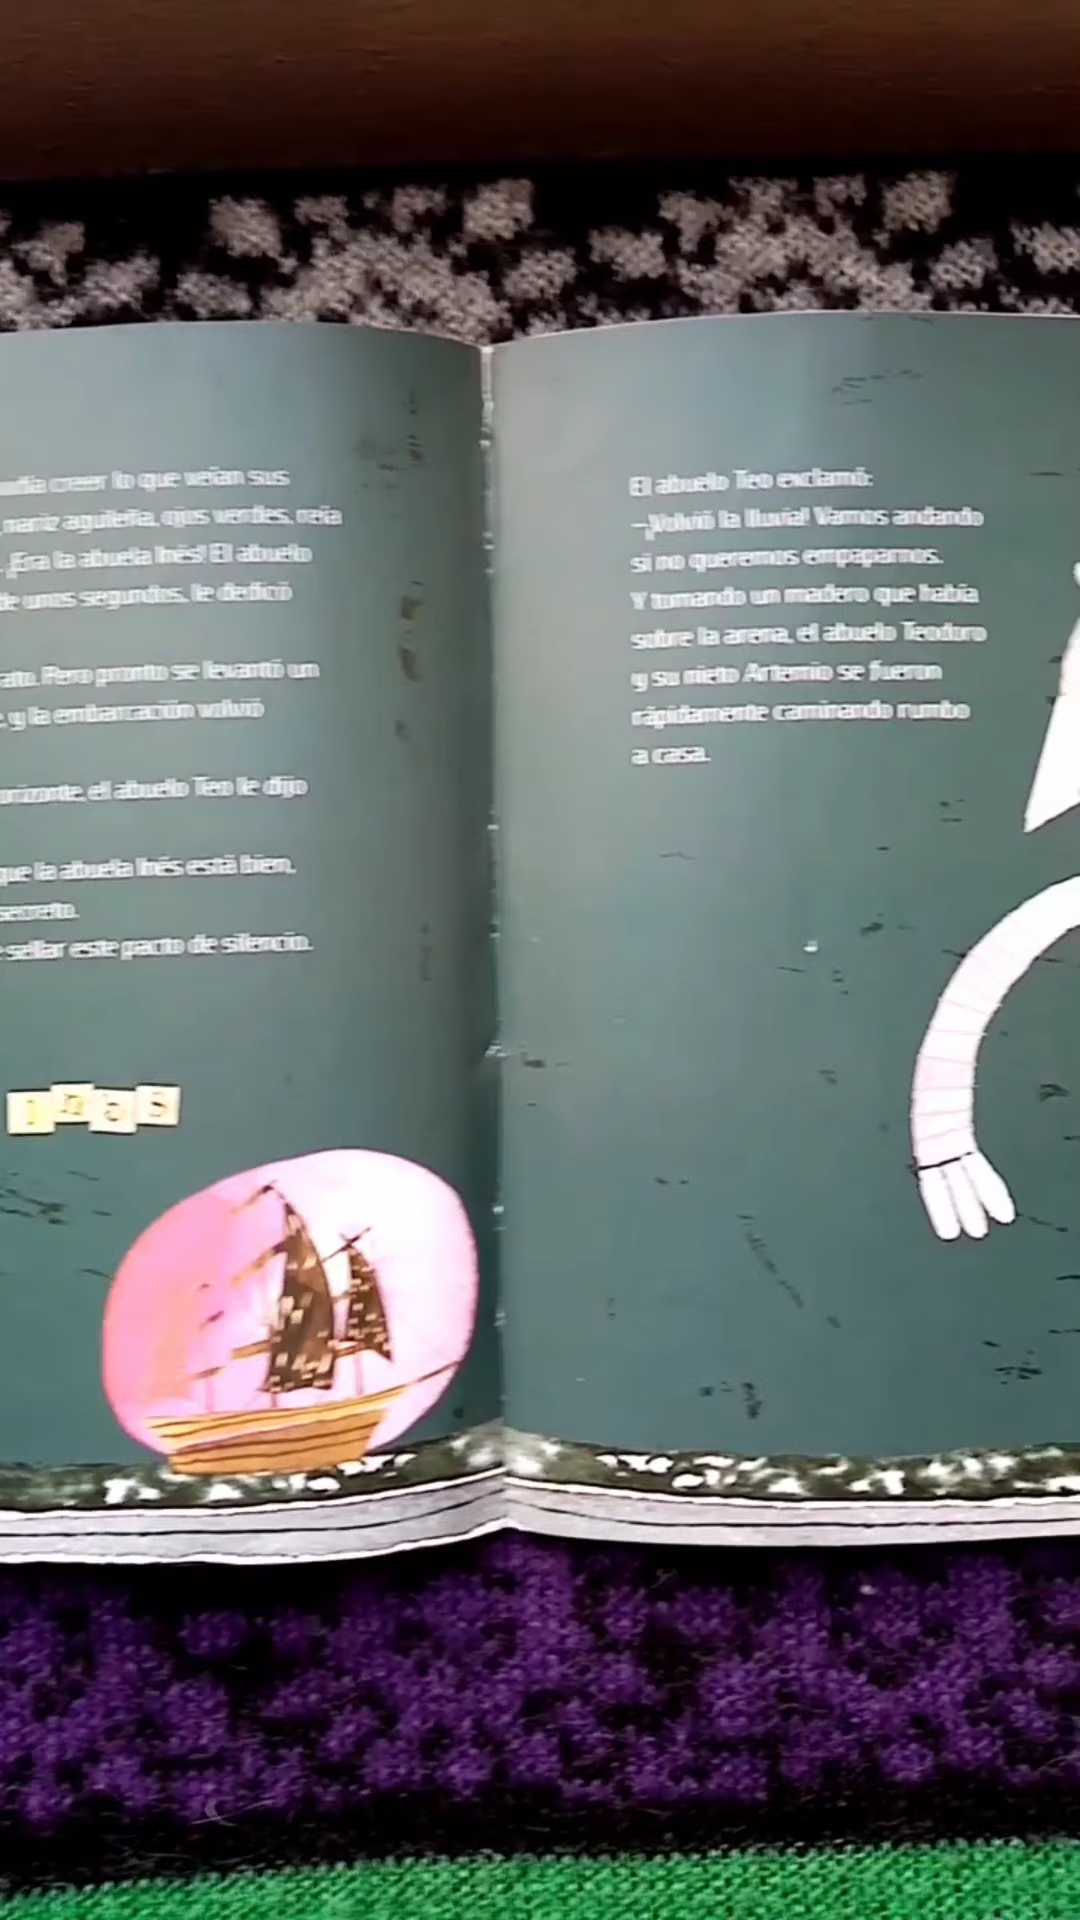 creer lo que veían sus
nariz aguileña, ojos verdes, reía
¡Era la abuela Inés! El abuelo
de unos segundos, le dedicó
rato. Pero pronto se levantó un
y la embarcación volvió
horizonte, el abuelo Teo le dijo
que la abuela Inés está bien,
secreto.
sellar este pacto de silencio.
El abuelo Teo exclamó:
–¡Volvió la lluvia! Vamos andando
si no queremos empaparnos.
Y tomando un madero que había
sobre la arena, el abuelo Teodoro
y su nieto Artemio se fueron
rápidamente caminando rumbo
a casa.